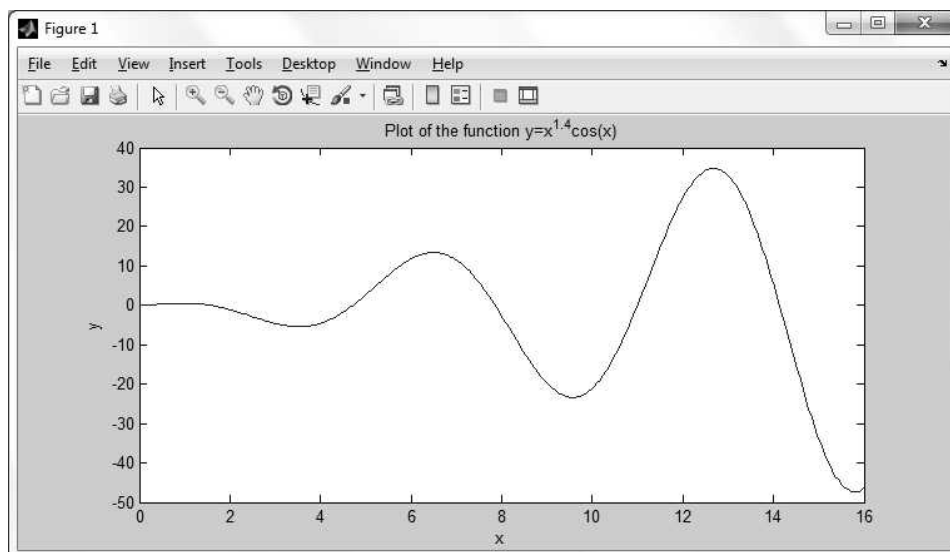 Figure 1
File Edit View Insert Tools Desktop Window Help
Plot of the function y=x^1.4cos(x)
40
30
20
10
0
-10
-20
-30
-40
-50
y
0 2 4 6 8 10 12 14 16
x